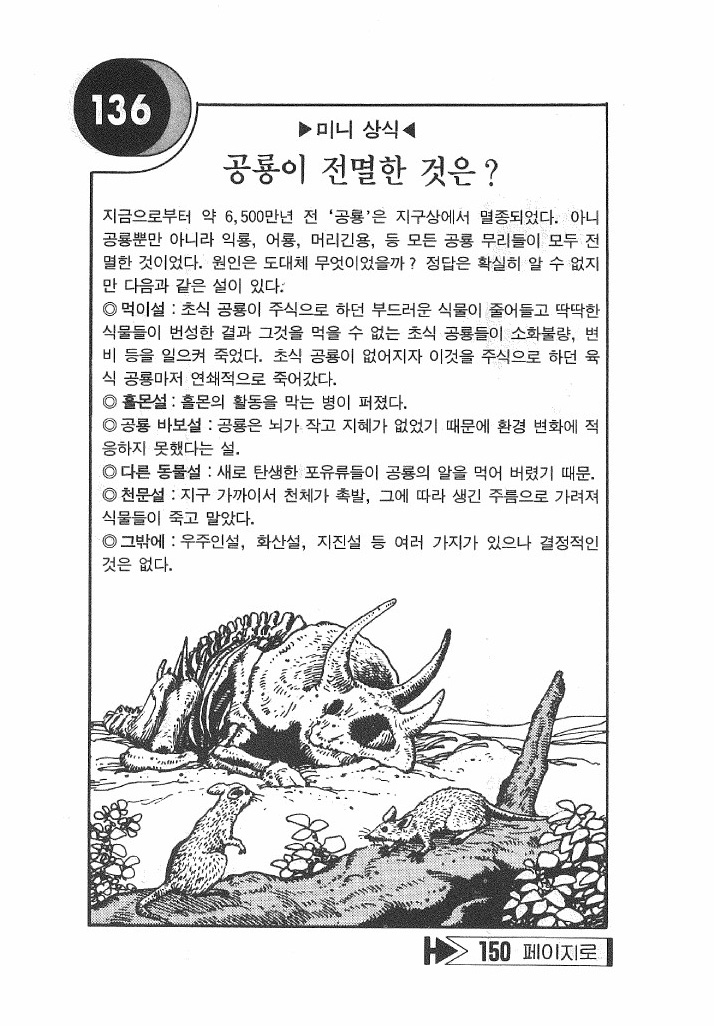 136
▶미니 상식◀
공룡이 전멸한 것은?
지금으로부터 약 6,500만년 전 ‘공룡’은 지구상에서 멸종되었다. 아니
공룡뿐만 아니라 익룡, 어룡, 머리긴용, 등 모든 공룡 무리들이 모두 전
멸한 것이었다. 원인은 도대체 무엇이었을까? 정답은 확실히 알 수 없지
만 다음과 같은 설이 있다.
◎먹이설 : 초식 공룡이 주식으로 하던 부드러운 식물이 줄어들고 딱딱한
식물들이 번성한 결과 그것을 먹을 수 없는 초식 공룡들이 소화불량, 변
비 등을 일으켜 죽었다. 초식 공룡이 없어지자 이것을 주식으로 하던 육
식 공룡마저 연쇄적으로 죽어갔다.
◎홀몬설 : 홀몬의 활동을 막는 병이 퍼졌다.
◎공룡 바보설 : 공룡은 뇌가 작고 지혜가 없었기 때문에 환경 변화에 적
응하지 못했다는 설.
◎다른 동물설 : 새로 탄생한 포유류들이 공룡의 알을 먹어 버렸기 때문.
◎천문설 : 지구 가까이서 천체가 촉발, 그에 따라 생긴 주름으로 가려져
식물들이 죽고 말았다.
◎그밖에 : 우주인설, 화산설, 지진설 등 여러 가지가 있으나 결정적인
것은 없다.
150 페이지로